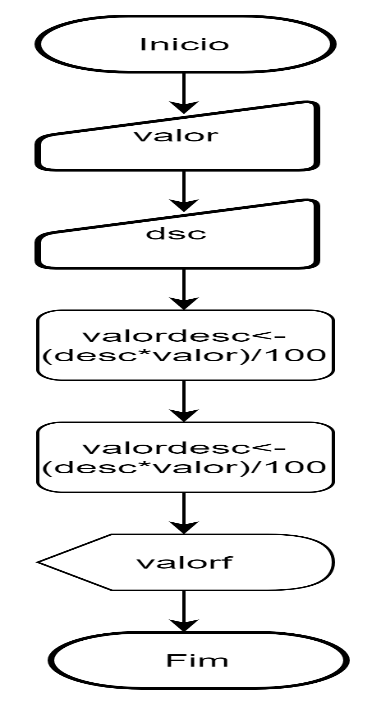 Inicio
valor
dsc
valordesc<-
(desc*valor)/100
valordesc<-
(desc*valor)/100
valorf
Fim